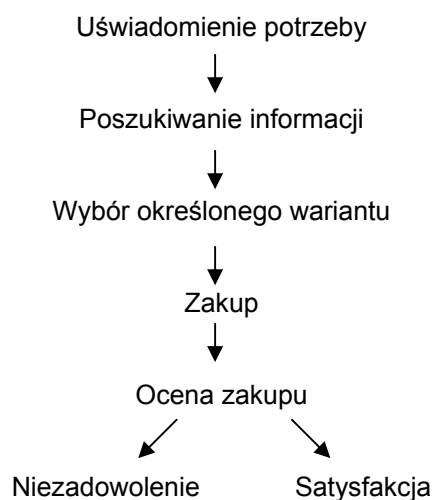 Uświadomienie potrzeby
Poszukiwanie informacji
Wybór określonego wariantu
Zakup
Ocena zakupu
Niezadowolenie Satysfakcja